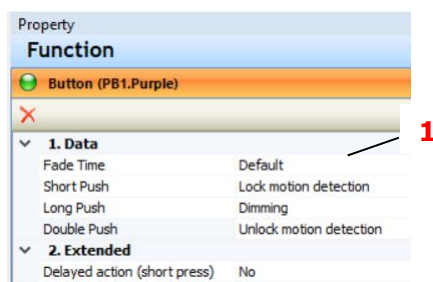 Property
Function
Button (PB1.Purple)
1
1. Data
Fade Time Default
Short Push Lock motion detection
Long Push Dimming
Double Push Unlock motion detection
2. Extended
Delayed action (short press) No